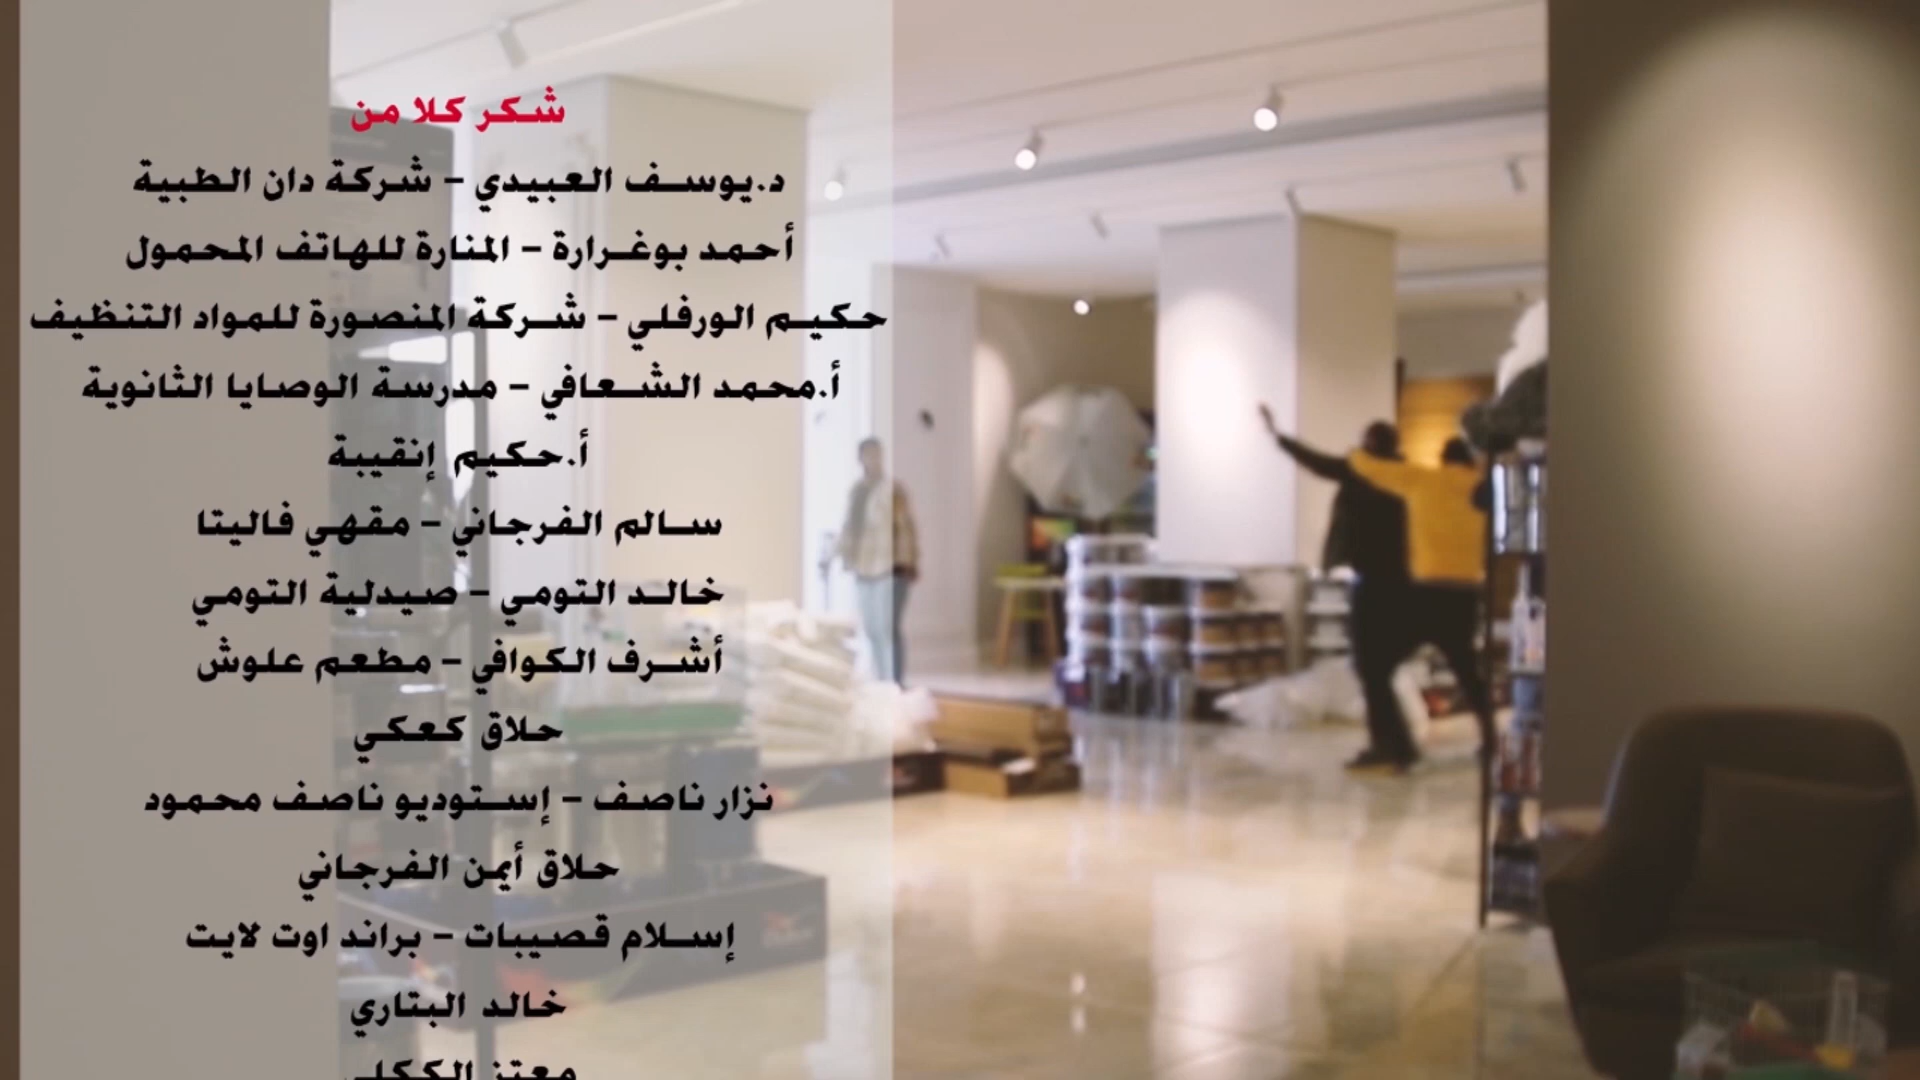 شكر كلا من
د.يوسف العبيدي - شركة دان الطبية
أحمد بوغرارة - المنارة للهاتف المحمول
حكيم الورفلي - شركة المنصورة للمواد التنظيف
أ.محمد الشعافي - مدرسة الوصايا الثانوية
أ.حكيم إنقيبة
سالم الفرجاني - مقهي فاليتا
خالد التومي - صيدلية التومي
أشرف الكوافي - مطعم علوش
حلاق كعكي
نزار ناصف - إستوديو ناصف محمود
حلاق أيمن الفرجاني
إسلام قصيبات - براند اوت لايت
خالد البتاري
معتز الككلي